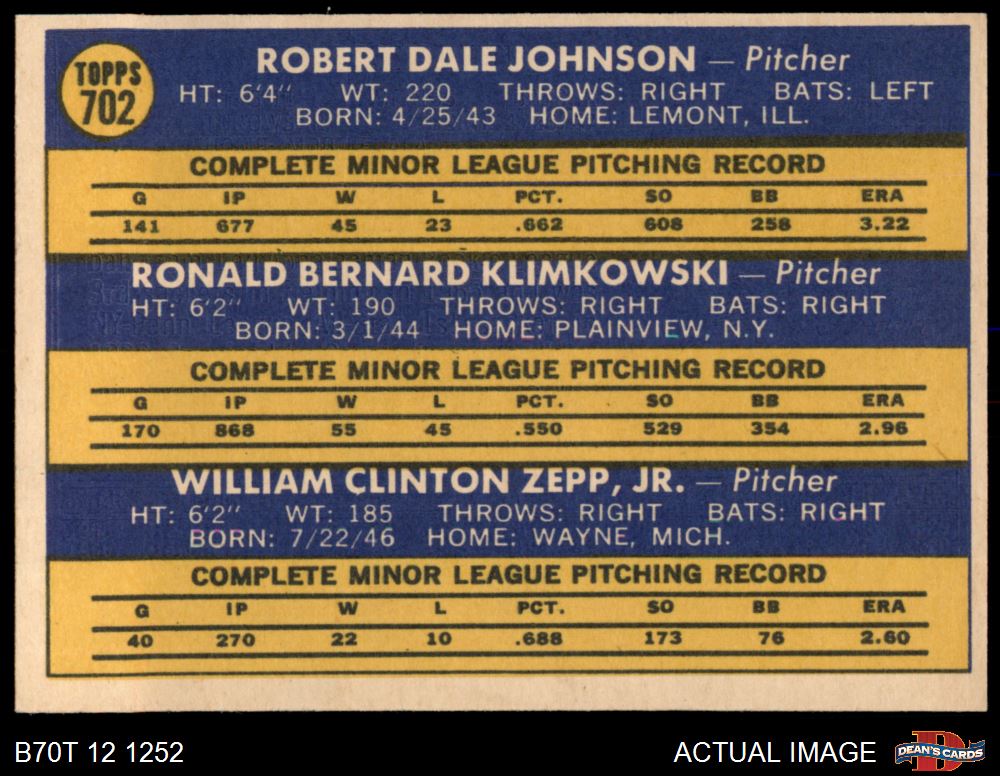 TOPPS
702
ROBERT DALE JOHNSON — Pitcher
HT: 6'4" WT: 220 THROWS: RIGHT BATS: LEFT
BORN: 4/25/43 HOME: LEMONT, ILL.
COMPLETE MINOR LEAGUE PITCHING RECORD
G IP W L PCT. SO BB ERA
141 677 45 23 .662 608 258 3.22
RONALD BERNARD KLIMKOWSKI — Pitcher
HT: 6'2" WT: 190 THROWS: RIGHT BATS: RIGHT
BORN: 3/1/44 HOME: PLAINVIEW, N.Y.
COMPLETE MINOR LEAGUE PITCHING RECORD
G IP W L PCT. SO BB ERA
170 868 55 45 .550 529 354 2.96
WILLIAM CLINTON ZEPP, JR. — Pitcher
HT: 6'2" WT: 185 THROWS: RIGHT BATS: RIGHT
BORN: 7/22/46 HOME: WAYNE, MICH.
COMPLETE MINOR LEAGUE PITCHING RECORD
G IP W L PCT. SO BB ERA
40 270 22 10 .688 173 76 2.60
B70T 12 1252 ACTUAL IMAGE DEAN'S CARDS